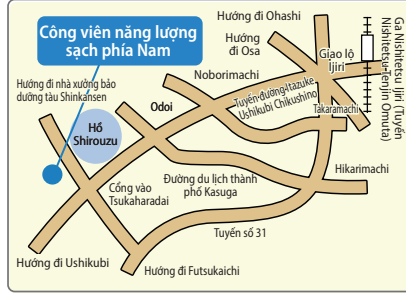 Công viên năng lượng
sạch phía Nam
Hướng đi Ohashi
Hướng
đi Osa
Giao lộ
Ijiri
Ga Nishitetsu Ijiri (Tuyến
Nishitetsu-Tenjin Omuta)
Noborimachi
Hướng đi nhà xưởng bảo
dưỡng tàu Shinkansen
Tuyến đường Itazuke
Ushikubi Chikushino
Odoi
Takaramachi
Hồ
Shirouzu
Hikarimachi
Đường du lịch thành
phố Kasuga
Cổng vào
Tsukaharadai
Tuyến số 31
Hướng đi Ushikubi
Hướng đi Futsukaichi